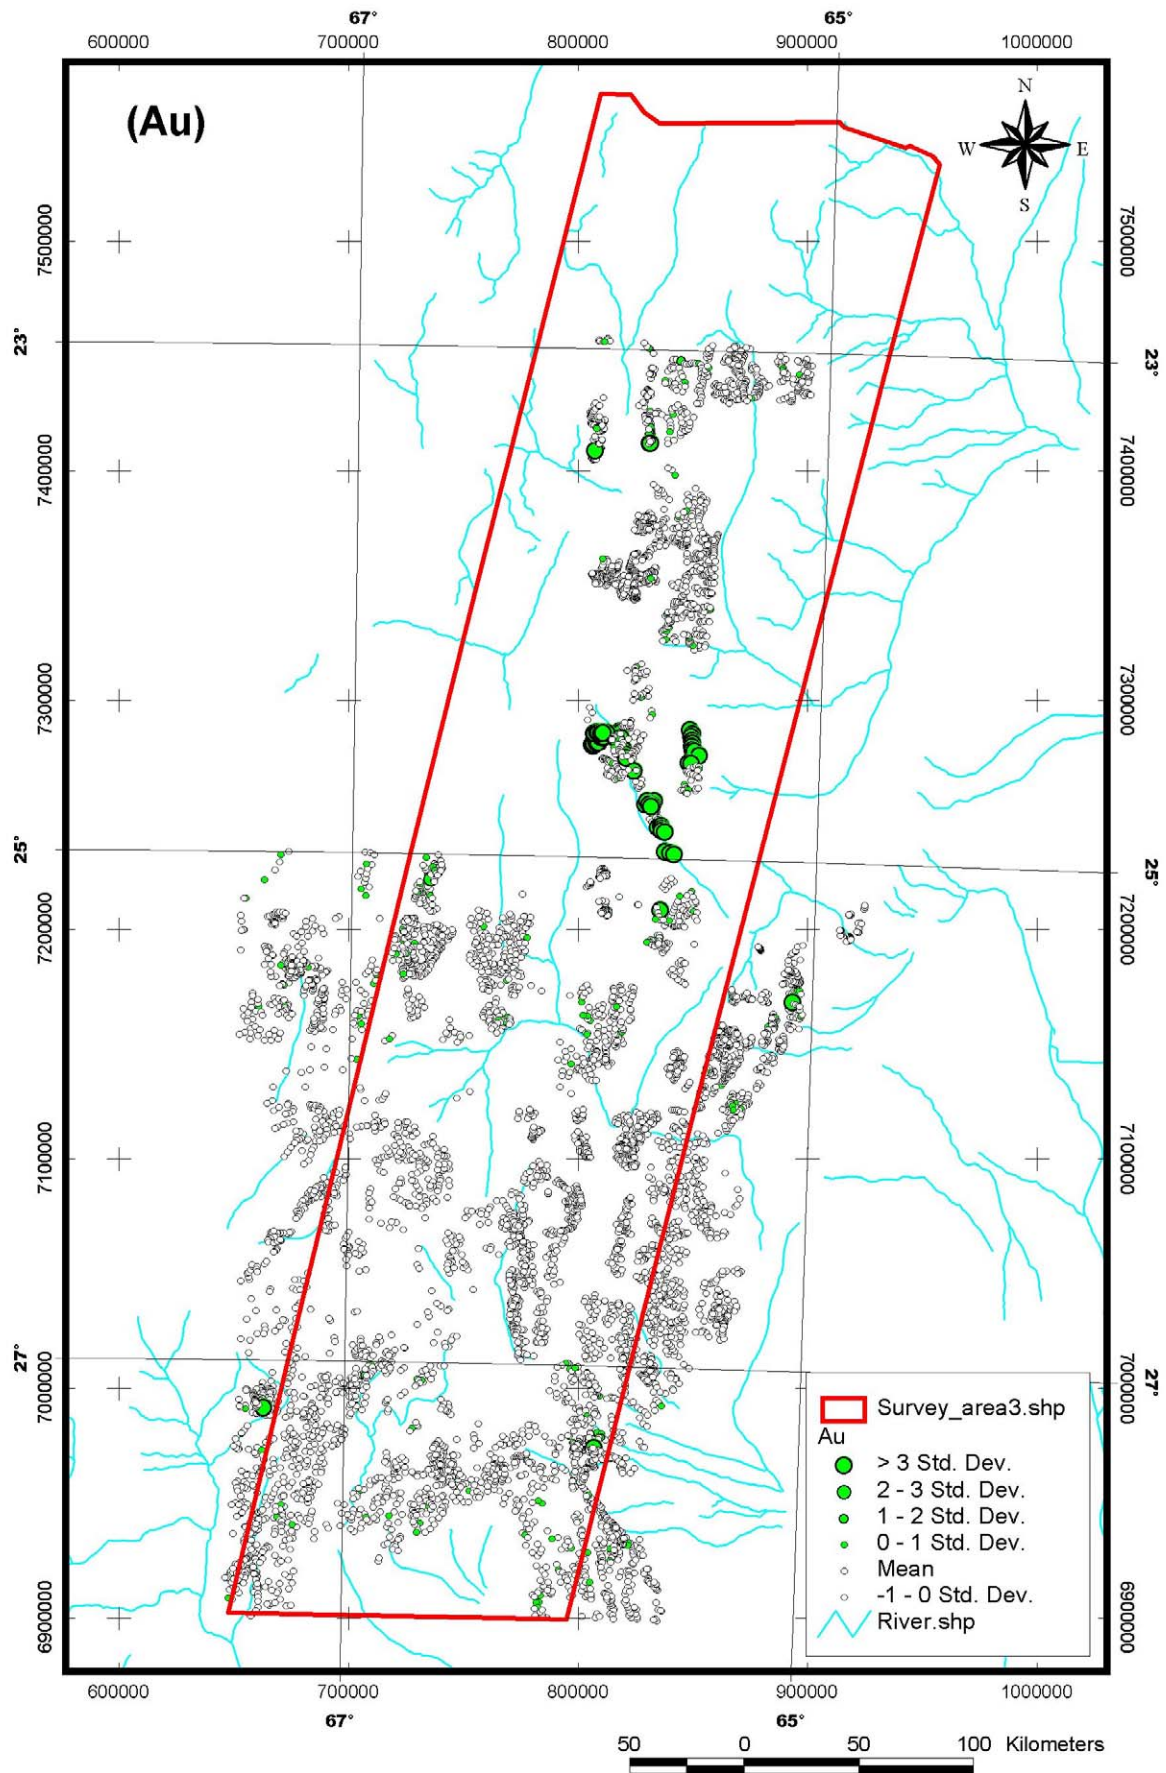 67° 65°
600000 700000 800000 900000 1000000
(Au)
N
W E
S
7500000 7500000
23° 23°
7400000 7400000
7300000 7300000
25° 25°
7200000 7200000
7100000 7100000
27° 27°
7000000 7000000
6900000 6900000
Survey_area3.shp
Au
> 3 Std. Dev.
2 - 3 Std. Dev.
1 - 2 Std. Dev.
0 - 1 Std. Dev.
Mean
-1 - 0 Std. Dev.
River.shp
600000 700000 800000 900000 1000000
67° 65°
50 0 50 100 Kilometers